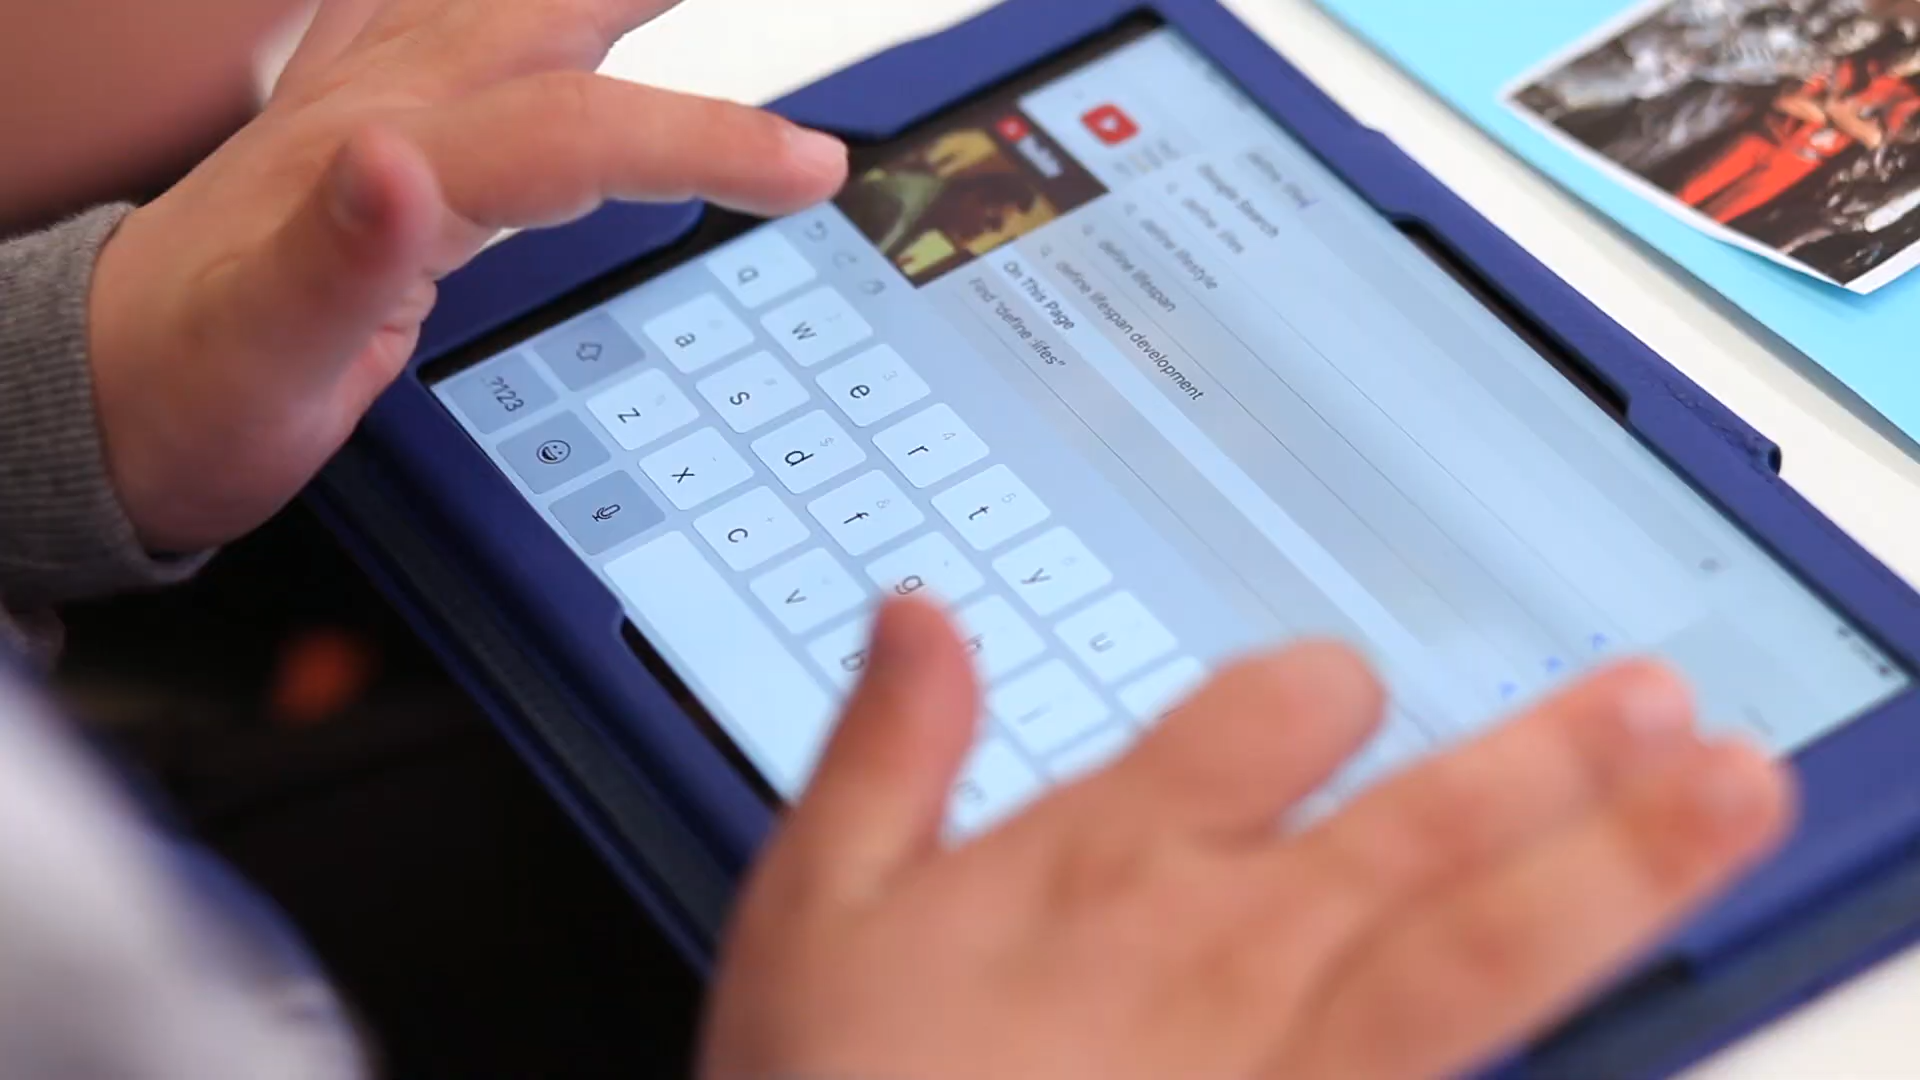 Google Search
define lifes
define lifestyle
define lifespan
define lifespan development
On This Page
Find "define :lifes"
q w e r t y u
a s d f g h
z x c v b
.?123